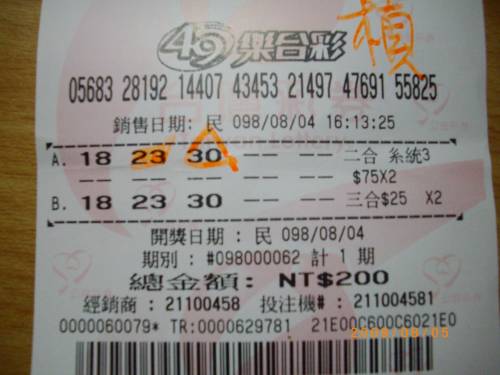 49 樂合彩
槓
05683 28192 14407 43453 21497 47691 55825
銷售日期: 民 098/08/04 16:13:25
A. 18 23 30 -- -- -- 二合 系統3
-- -- -- -- -- -- $75X2
B. 18 23 30 -- -- -- 三合$25 X2
開獎日期 : 民 098/08/04
期別 : #098000062 計 1 期
總金額: NT$200
經銷商 : 21100458 投注機# : 211004581
0000060079* TR:0000629781 21E00C600C6021E0
2009/08/05